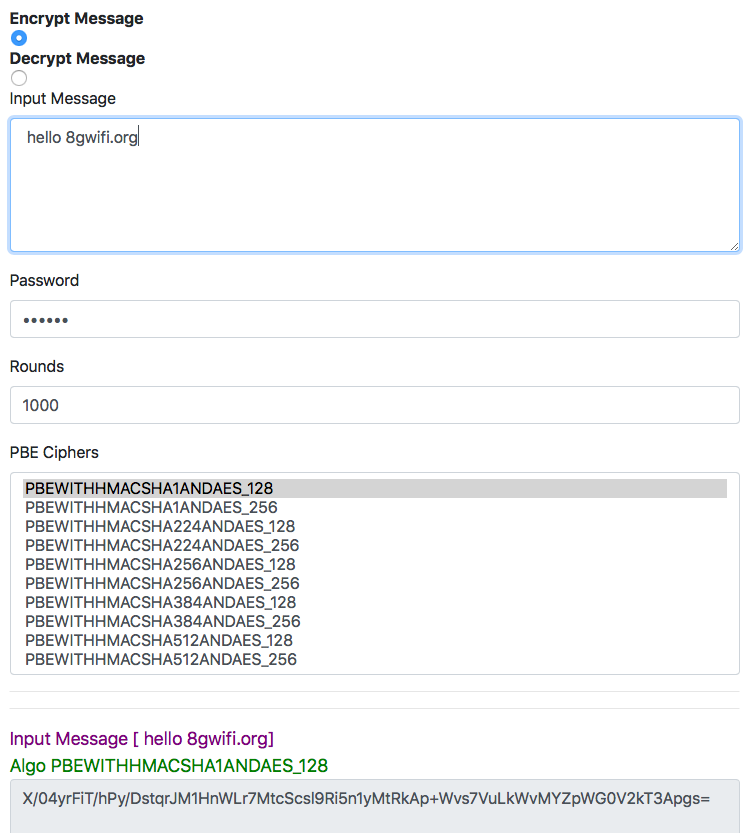 Encrypt Message
Decrypt Message
Input Message
hello 8gwifi.org
Password
••••••
Rounds
1000
PBE Ciphers
PBEWITHHMACSHA1ANDAES_128
PBEWITHHMACSHA1ANDAES_256
PBEWITHHMACSHA224ANDAES_128
PBEWITHHMACSHA224ANDAES_256
PBEWITHHMACSHA256ANDAES_128
PBEWITHHMACSHA256ANDAES_256
PBEWITHHMACSHA384ANDAES_128
PBEWITHHMACSHA384ANDAES_256
PBEWITHHMACSHA512ANDAES_128
PBEWITHHMACSHA512ANDAES_256
Input Message [ hello 8gwifi.org]
Algo PBEWITHHMACSHA1ANDAES_128
X/04yrFiT/hPy/DstqrJM1HnWLr7MtcScsl9Ri5n1yMtRkAp+Wvs7VuLkWvMYZpWG0V2kT3Apgs=